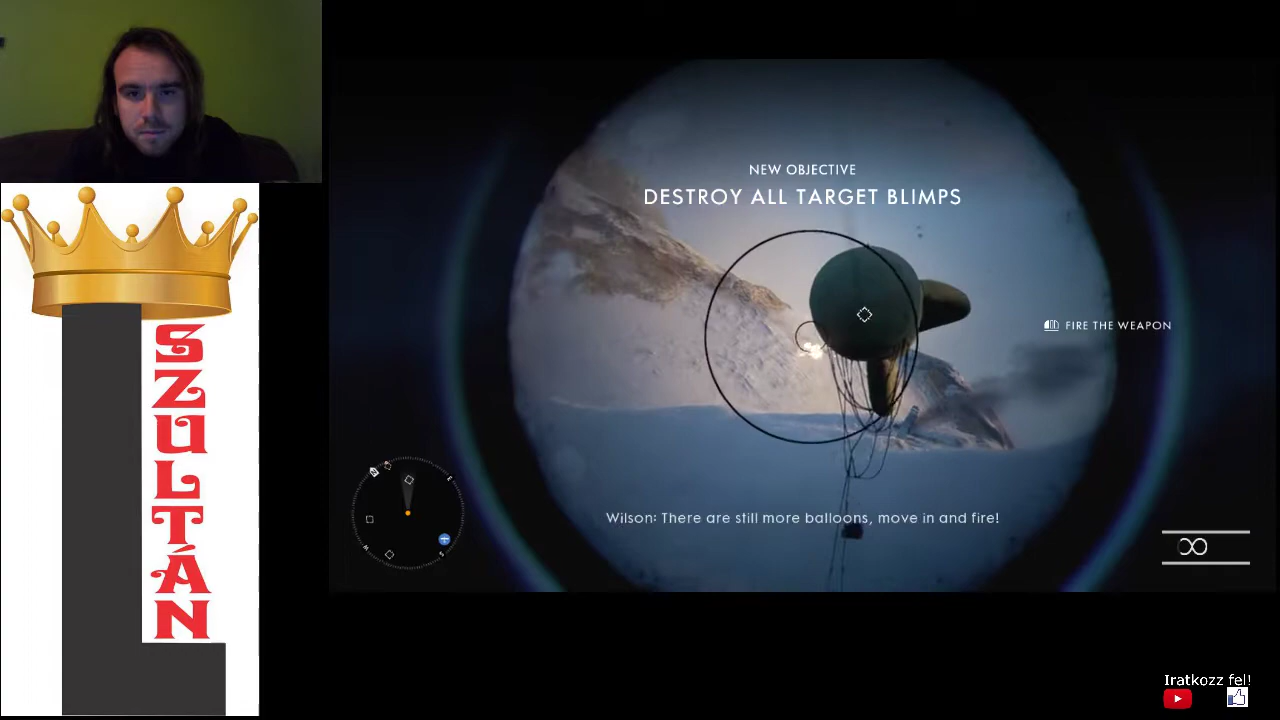 L
SZULTÁN
NEW OBJECTIVE
DESTROY ALL TARGET BLIMPS
FIRE THE WEAPON
Wilson: There are still more balloons, move in and fire!
∞
Iratkozz fel!